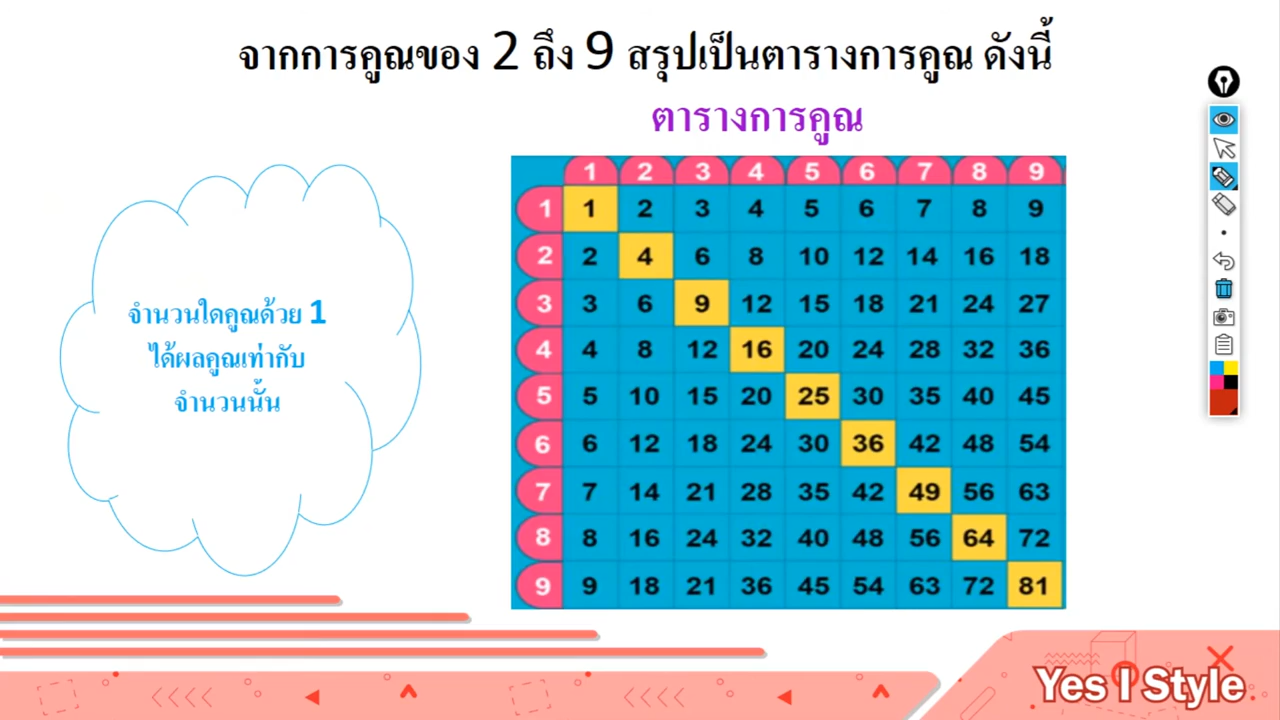 จากการคูณของ 2 ถึง 9 สรุปเป็นตารางการคูณ ดังนี้
ตารางการคูณ
จำนวนใดคูณด้วย 1
ได้ผลคูณเท่ากับ
จำนวนนั้น
1 2 3 4 5 6 7 8 9
1 1 2 3 4 5 6 7 8 9
2 2 4 6 8 10 12 14 16 18
3 3 6 9 12 15 18 21 24 27
4 4 8 12 16 20 24 28 32 36
5 5 10 15 20 25 30 35 40 45
6 6 12 18 24 30 36 42 48 54
7 7 14 21 28 35 42 49 56 63
8 8 16 24 32 40 48 56 64 72
9 9 18 21 36 45 54 63 72 81
Yes I Style